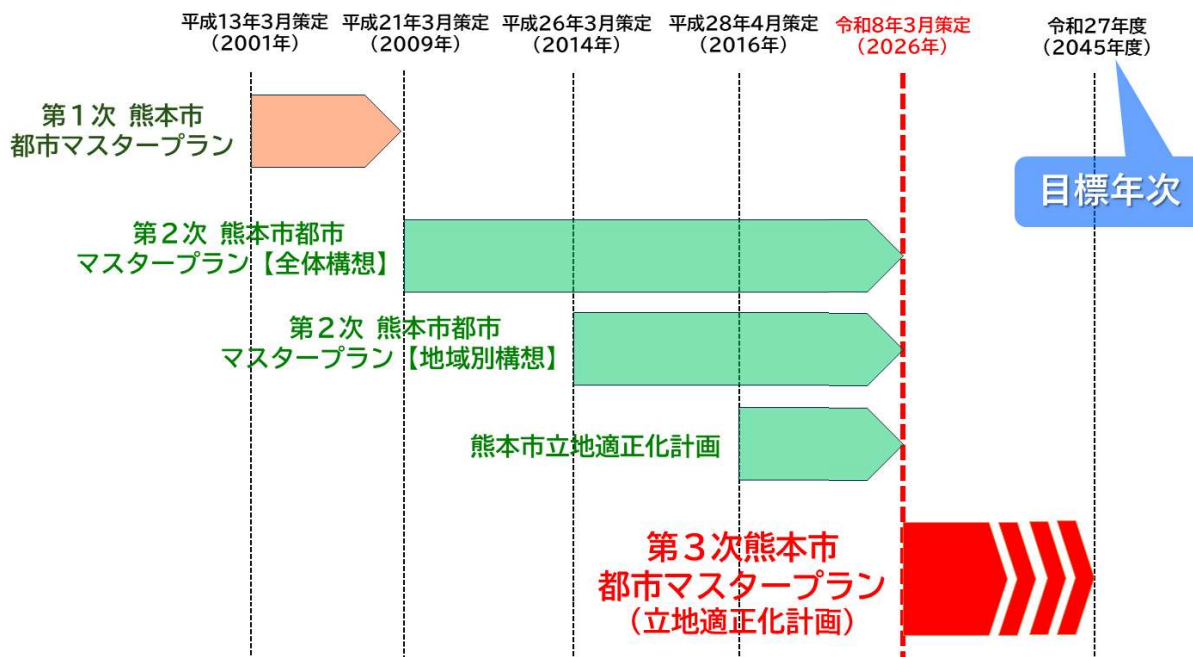 平成13年3月策定
（2001年）
平成21年3月策定
（2009年）
平成26年3月策定
（2014年）
平成28年4月策定
（2016年）
令和8年3月策定
（2026年）
令和27年度
（2045年度）
目標年次
第１次 熊本市
都市マスタープラン
第２次 熊本市都市
マスタープラン【全体構想】
第２次 熊本市都市
マスタープラン【地域別構想】
熊本市立地適正化計画
第３次熊本市
都市マスタープラン
（立地適正化計画）